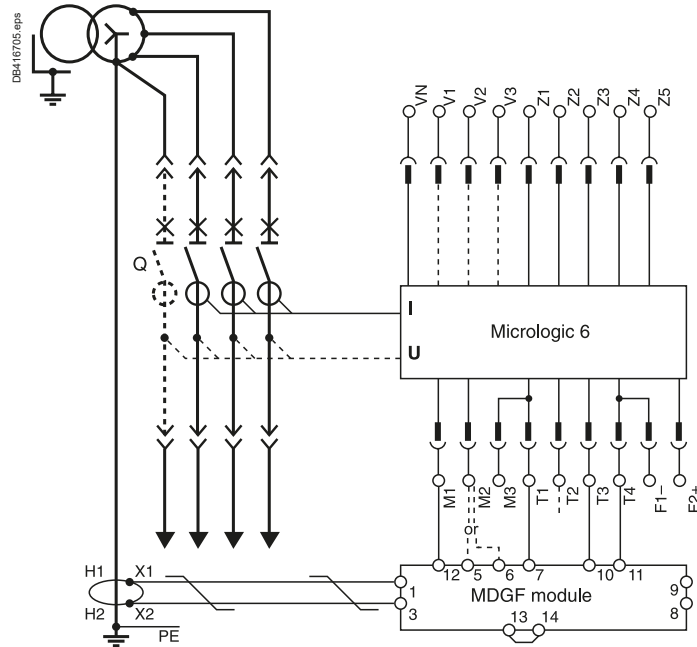 DB416705.eps
VN V1 V2 V3 Z1 Z2 Z3 Z4 Z5
Q
I
Micrologic 6
U
M1 M2 M3 T1 T2 T3 T4 F1– F2+
or
12 5 6 7 10 11
H1 X1
1
MDGF module
9
H2 X2
3
8
13 14
PE